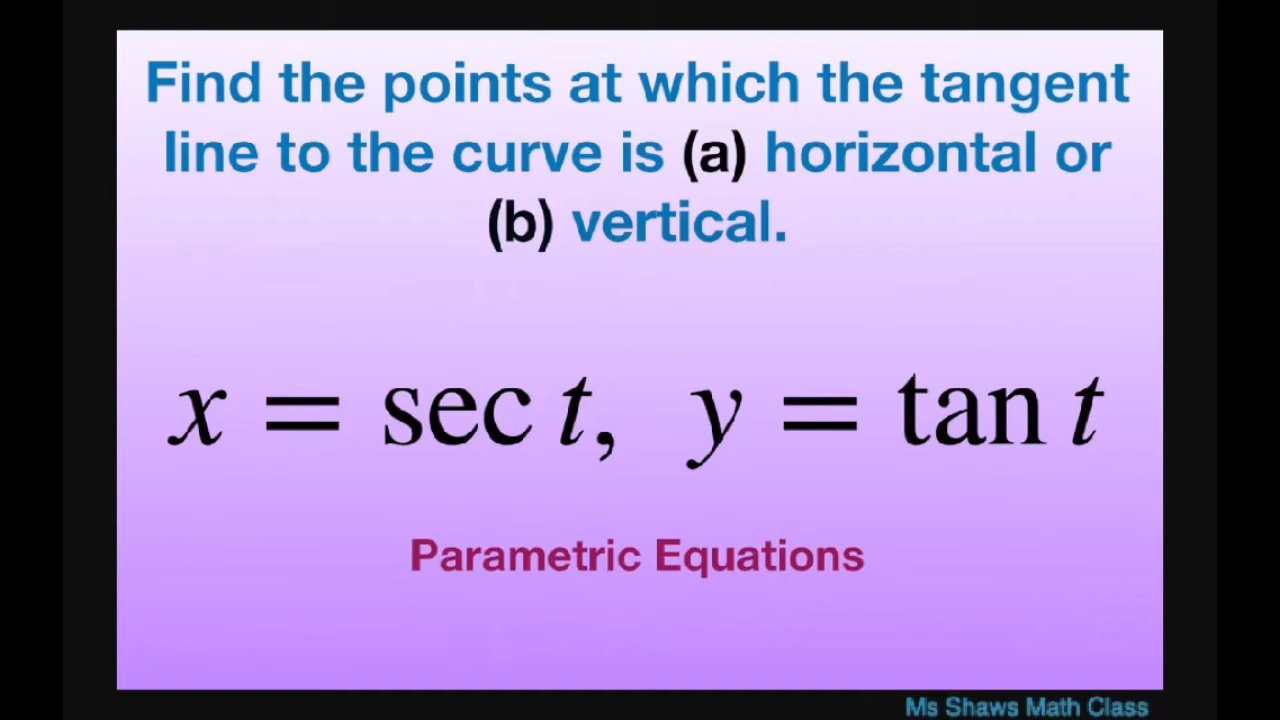 Find the points at which the tangent
line to the curve is (a) horizontal or
(b) vertical.
x = sec t, y = tan t
Parametric Equations
Ms Shaws Math Class